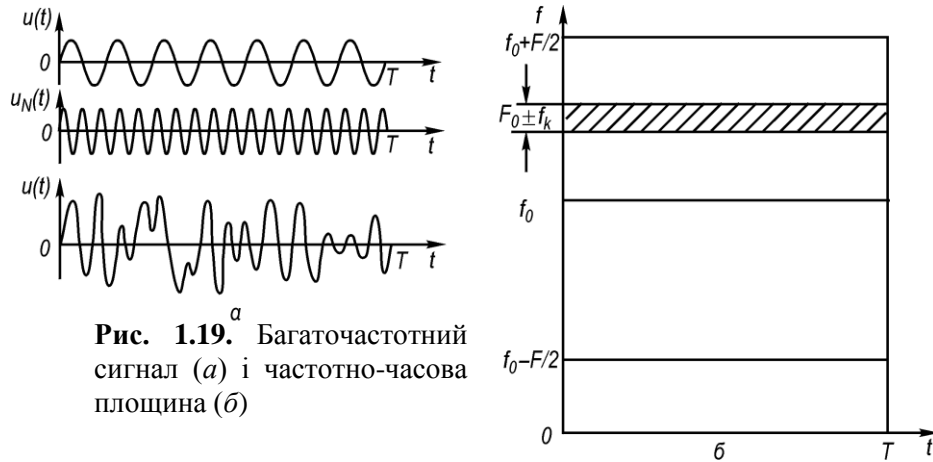 u(t)
0
T
t
u_N(t)
0
T
t
u(t)
0
T
t
а
Рис. 1.19. Багаточастотний
сигнал (а) і частотно-часова
площина (б)
f
f₀+F/2
F₀±f_k
f₀
f₀–F/2
0
б
T
t